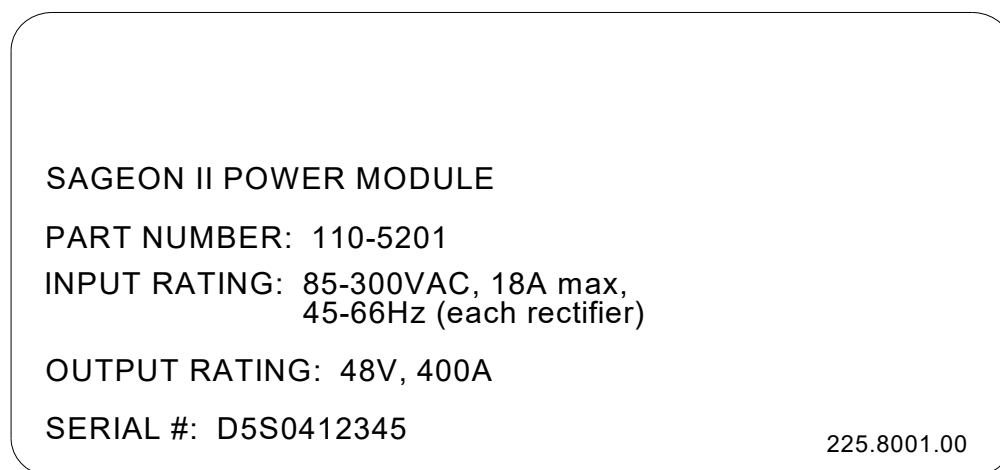 SAGEON II POWER MODULE
PART NUMBER: 110-5201
INPUT RATING: 85-300VAC, 18A max,
45-66Hz (each rectifier)
OUTPUT RATING: 48V, 400A
SERIAL #: D5S0412345
225.8001.00